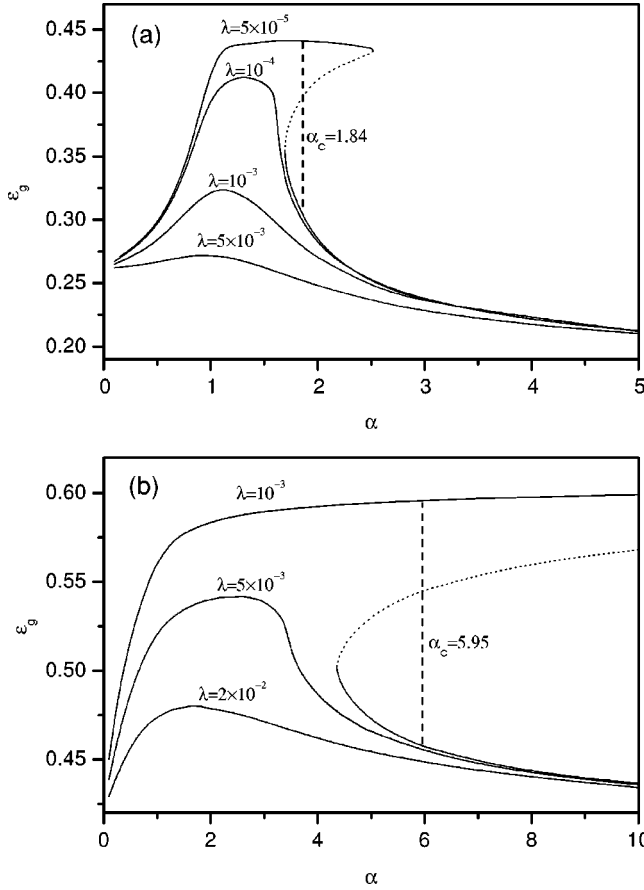 (a)
λ=5×10⁻⁵
λ=10⁻⁴
α_c=1.84
λ=10⁻³
λ=5×10⁻³
0.45
0.40
0.35
0.30
0.25
0.20
ε_g
0 1 2 3 4 5
α
(b)
λ=10⁻³
λ=5×10⁻³
α_c=5.95
λ=2×10⁻²
0.60
0.55
0.50
0.45
ε_g
0 2 4 6 8 10
α